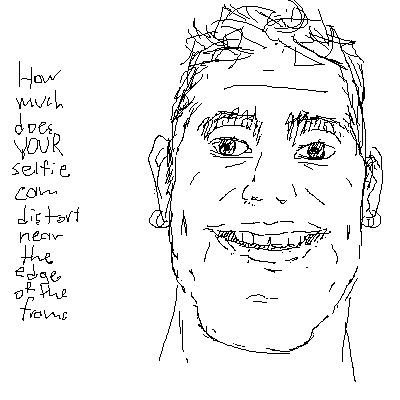 How
much
does
YOUR
selfie
cam
distort
near
the
edge
of the
frame